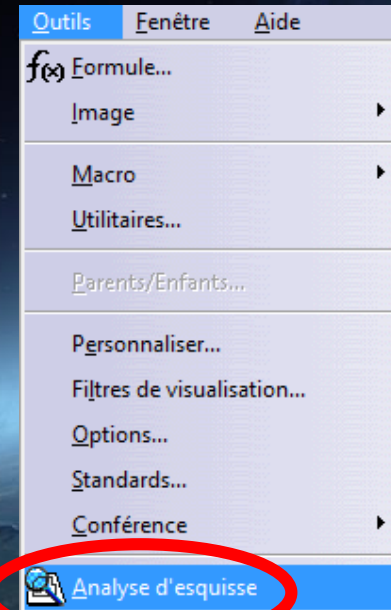 Outils Fenêtre Aide
f(x) Formule...
Image
Macro
Utilitaires...
Parents/Enfants...
Personnaliser...
Filtres de visualisation...
Options...
Standards...
Conférence
Analyse d'esquisse